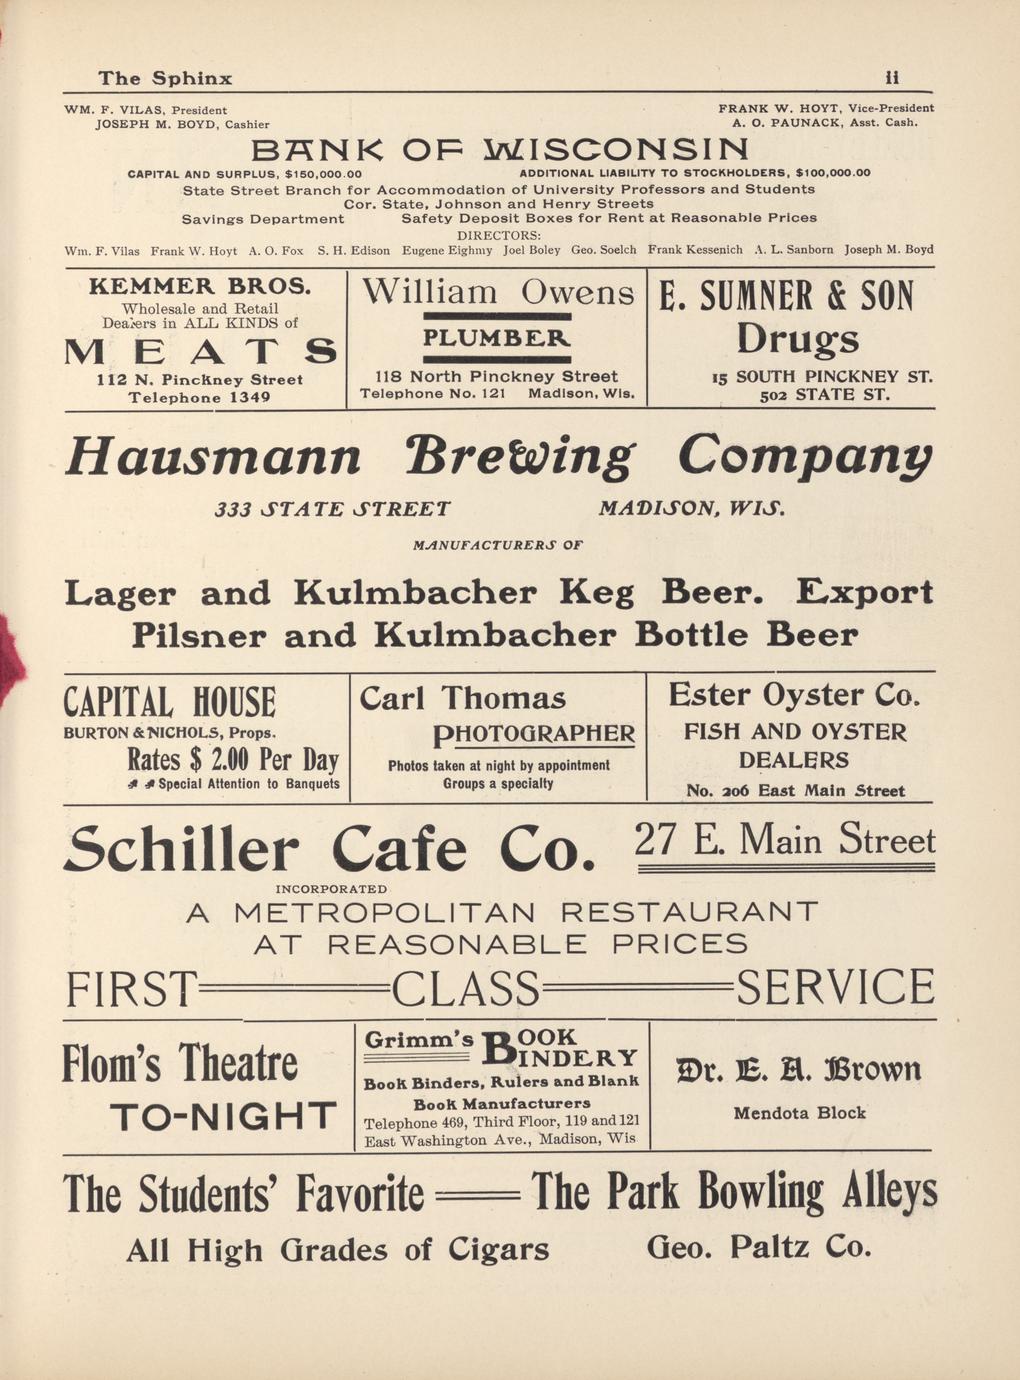 The Sphinx ii
WM. F. VILAS, President FRANK W. HOYT, Vice-President
JOSEPH M. BOYD, Cashier A. O. PAUNACK, Asst. Cash.
BANK OF WISCONSIN
CAPITAL AND SURPLUS, $150,000.00 ADDITIONAL LIABILITY TO STOCKHOLDERS, $100,000.00
State Street Branch for Accommodation of University Professors and Students
Cor. State, Johnson and Henry Streets
Savings Department Safety Deposit Boxes for Rent at Reasonable Prices
DIRECTORS:
Wm. F. Vilas Frank W. Hoyt A. O. Fox S. H. Edison Eugene Eighmy Joel Boley Geo. Soelch Frank Kessenich A. L. Sanborn Joseph M. Boyd
KEMMER BROS.
Wholesale and Retail
Dealers in ALL KINDS of
MEATS
112 N. Pinckney Street
Telephone 1349
William Owens
PLUMBER
118 North Pinckney Street
Telephone No. 121 Madison, Wis.
E. SUMNER & SON
Drugs
15 SOUTH PINCKNEY ST.
502 STATE ST.
Hausmann Brewing Company
333 STATE STREET MADISON, WIS.
MANUFACTURERS OF
Lager and Kulmbacher Keg Beer. Export
Pilsner and Kulmbacher Bottle Beer
CAPITAL HOUSE
BURTON & NICHOLS, Props.
Rates $ 2.00 Per Day
Special Attention to Banquets
Carl Thomas
PHOTOGRAPHER
Photos taken at night by appointment
Groups a specialty
Ester Oyster Co.
FISH AND OYSTER
DEALERS
No. 206 East Main Street
Schiller Cafe Co. 27 E. Main Street
INCORPORATED
A METROPOLITAN RESTAURANT
AT REASONABLE PRICES
FIRST CLASS SERVICE
Flom's Theatre
TO-NIGHT
Grimm's BOOK
BINDERY
Book Binders, Rulers and Blank
Book Manufacturers
Telephone 469, Third Floor, 119 and 121
East Washington Ave., Madison, Wis
Dr. E. A. Brown
Mendota Block
The Students' Favorite The Park Bowling Alleys
All High Grades of Cigars Geo. Paltz Co.